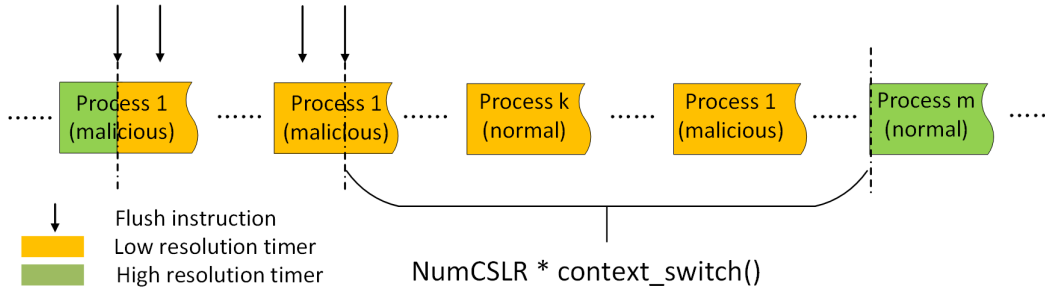 Process 1
(malicious)
Process 1
(malicious)
Process k
(normal)
Process 1
(malicious)
Process m
(normal)
Flush instruction
Low resolution timer
High resolution timer
NumCSLR * context_switch()